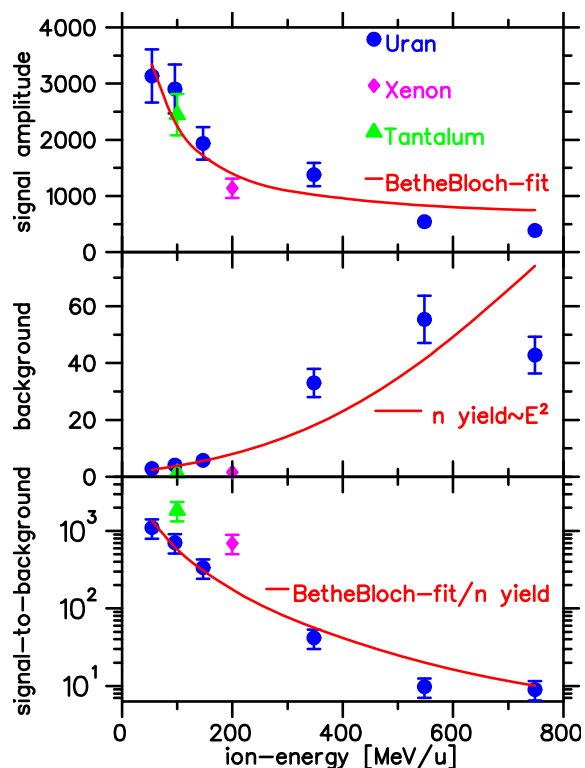 4000
3000
2000
1000
0
signal amplitude
Uran
Xenon
Tantalum
BetheBloch-fit
60
40
20
0
background
n yield~E²
10³
10²
10¹
signal-to-background
BetheBloch-fit/n yield
0 200 400 600 800
ion-energy [MeV/u]